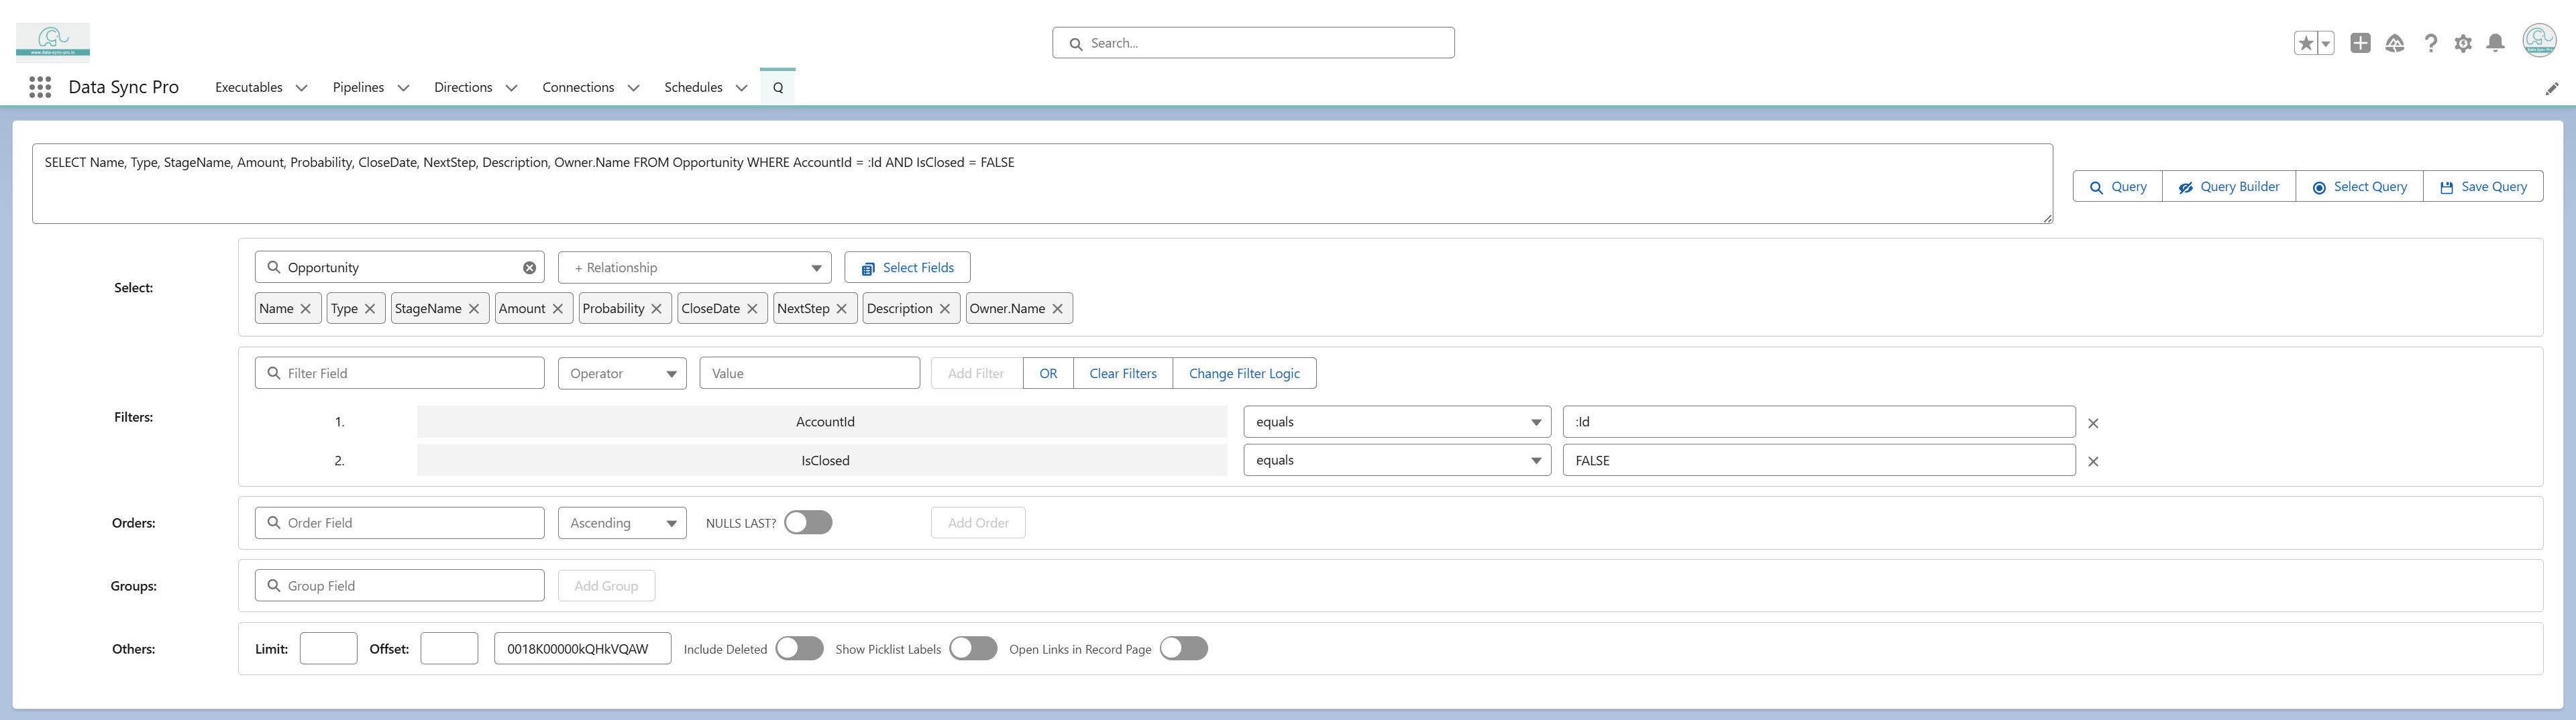 www.data-sync-pro.io
Search...
Data Sync Pro
Executables
Pipelines
Directions
Connections
Schedules
Q
SELECT Name, Type, StageName, Amount, Probability, CloseDate, NextStep, Description, Owner.Name FROM Opportunity WHERE AccountId = :Id AND IsClosed = FALSE
Query
Query Builder
Select Query
Save Query
Select:
Opportunity
+ Relationship
Select Fields
Name
Type
StageName
Amount
Probability
CloseDate
NextStep
Description
Owner.Name
Filters:
Filter Field
Operator
Value
Add Filter
OR
Clear Filters
Change Filter Logic
1. AccountId equals :Id
2. IsClosed equals FALSE
Orders:
Order Field
Ascending
NULLS LAST?
Add Order
Groups:
Group Field
Add Group
Others:
Limit:
Offset:
0018K00000kQHkVQAW
Include Deleted
Show Picklist Labels
Open Links in Record Page